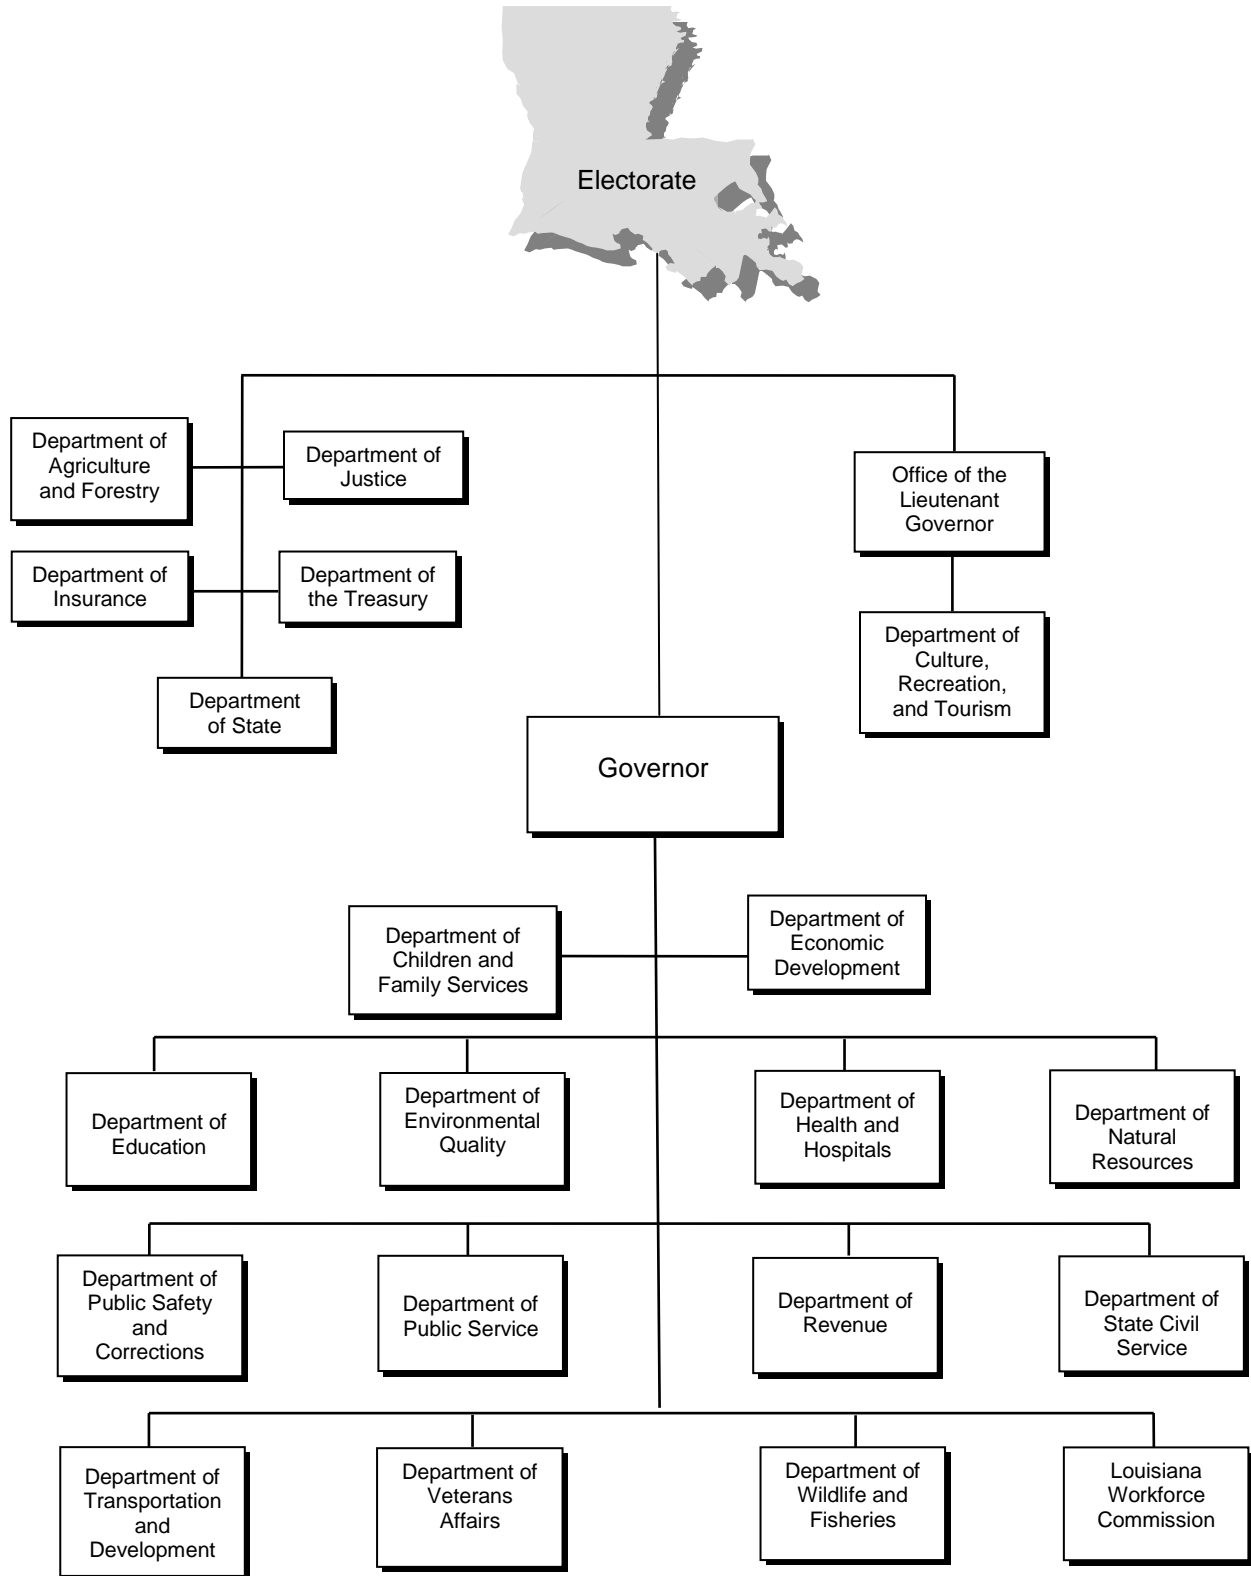 Electorate
Department of
Agriculture
and Forestry
Department of
Justice
Office of the
Lieutenant
Governor
Department of
Insurance
Department of
the Treasury
Department of
Culture,
Recreation,
and Tourism
Department
of State
Governor
Department of
Children and
Family Services
Department of
Economic
Development
Department of
Education
Department of
Environmental
Quality
Department of
Health and
Hospitals
Department of
Natural
Resources
Department of
Public Safety
and
Corrections
Department of
Public Service
Department of
Revenue
Department of
State Civil
Service
Department of
Transportation
and
Development
Department of
Veterans
Affairs
Department of
Wildlife and
Fisheries
Louisiana
Workforce
Commission